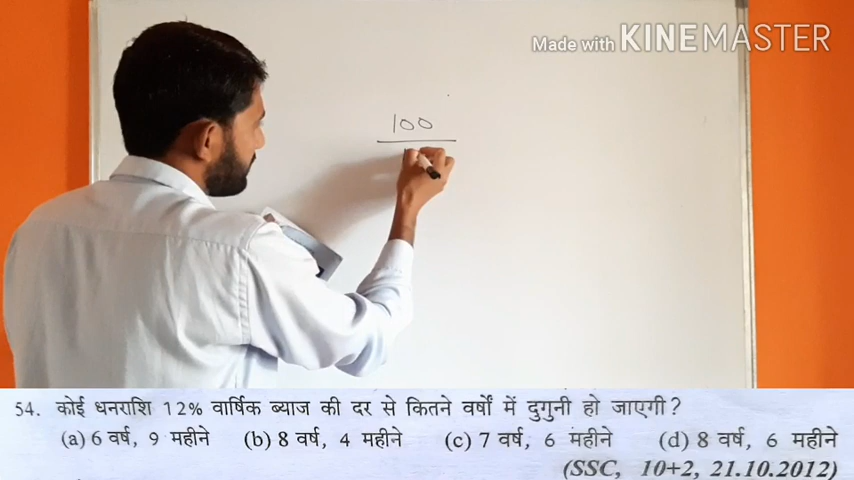 Made with KINEMASTER
100
54. कोई धनराशि 12% वार्षिक ब्याज की दर से कितने वर्षों में दुगुनी हो जाएगी?
(a) 6 वर्ष, 9 महीने (b) 8 वर्ष, 4 महीने (c) 7 वर्ष, 6 महीने (d) 8 वर्ष, 6 महीने
(SSC, 10+2, 21.10.2012)